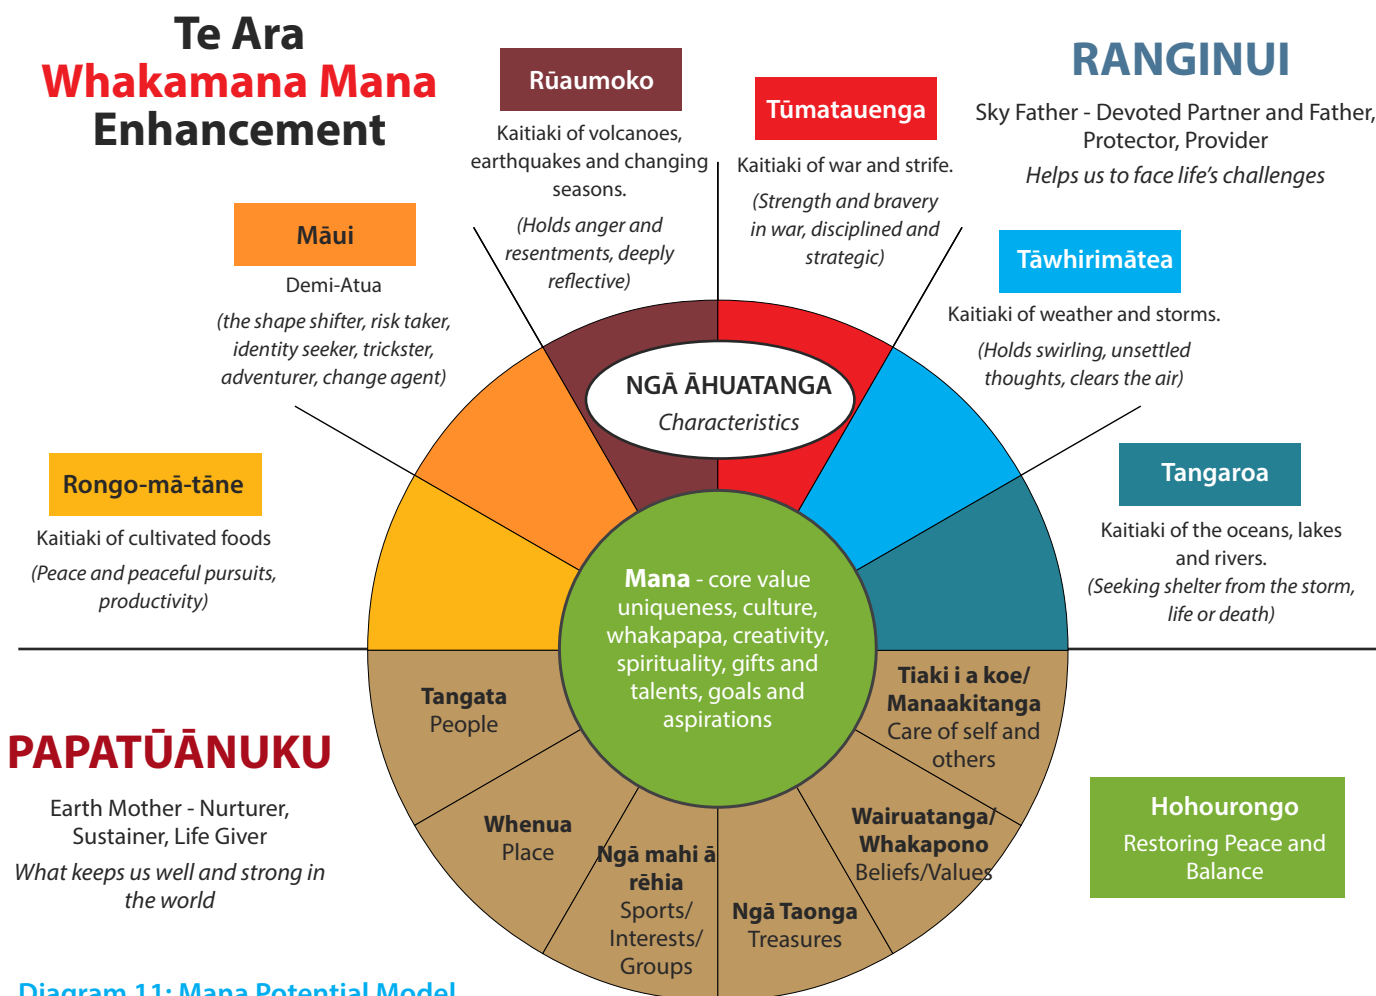 Te Ara
Whakamana Mana
Enhancement
Rūaumoko
Kaitiaki of volcanoes,
earthquakes and changing
seasons.
(Holds anger and
resentments, deeply
reflective)
Tūmatauenga
Kaitiaki of war and strife.
(Strength and bravery
in war, disciplined and
strategic)
RANGINUI
Sky Father - Devoted Partner and Father,
Protector, Provider
Helps us to face life's challenges
Māui
Demi-Atua
(the shape shifter, risk taker,
identity seeker, trickster,
adventurer, change agent)
Tāwhirimātea
Kaitiaki of weather and storms.
(Holds swirling, unsettled
thoughts, clears the air)
NGĀ ĀHUATANGA
Characteristics
Rongo-mā-tāne
Kaitiaki of cultivated foods
(Peace and peaceful pursuits,
productivity)
Tangaroa
Kaitiaki of the oceans, lakes
and rivers.
(Seeking shelter from the storm,
life or death)
Mana - core value
uniqueness, culture,
whakapapa, creativity,
spirituality, gifts and
talents, goals and
aspirations
PAPATŪĀNUKU
Earth Mother - Nurturer,
Sustainer, Life Giver
What keeps us well and strong in
the world
Tangata
People
Whenua
Place
Ngā mahi ā
rēhia
Sports/
Interests/
Groups
Ngā Taonga
Treasures
Wairuatanga/
Whakapono
Beliefs/Values
Tiaki i a koe/
Manaakitanga
Care of self and
others
Hohourongo
Restoring Peace and
Balance
Diagram 11: Mana Potential Model